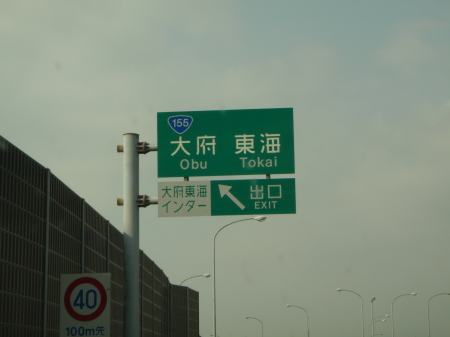 155
大府 東海
Obu Tokai
大府東海
インター
出口
EXIT
40
100m先